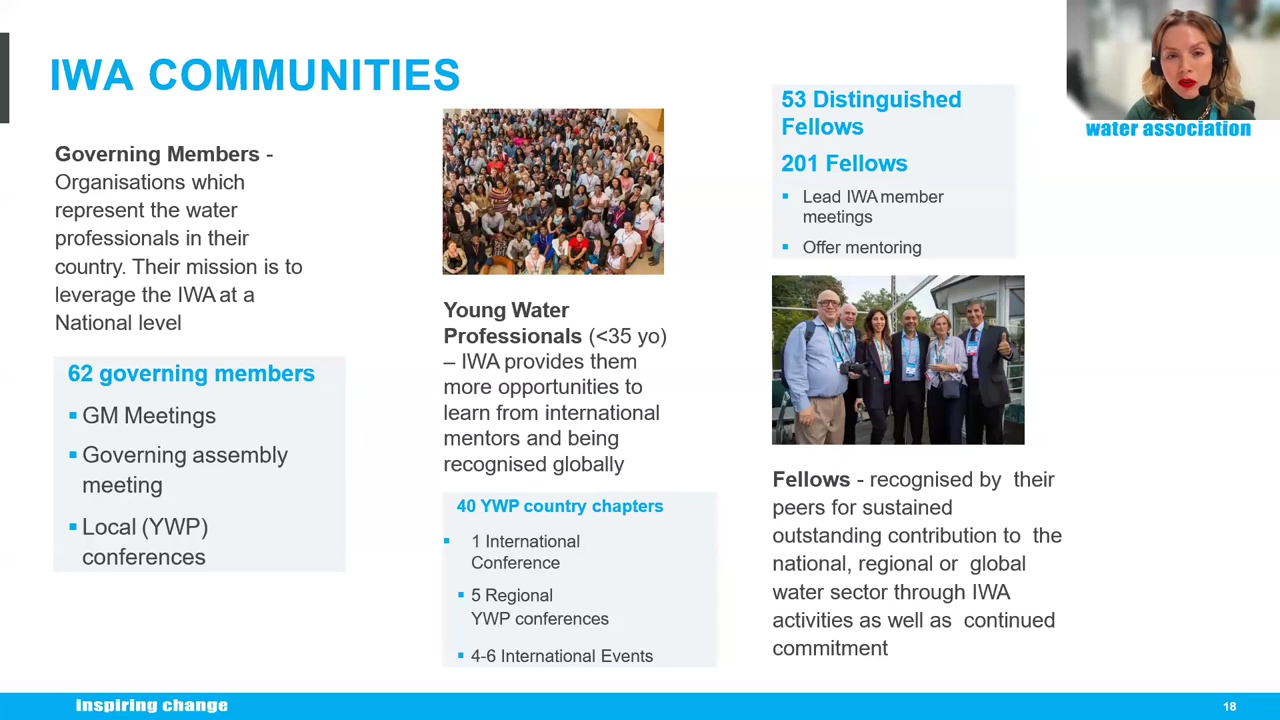 IWA COMMUNITIES
Governing Members -
Organisations which
represent the water
professionals in their
country. Their mission is to
leverage the IWA at a
National level
62 governing members
▪ GM Meetings
▪ Governing assembly
meeting
▪ Local (YWP)
conferences
Young Water
Professionals (<35 yo)
– IWA provides them
more opportunities to
learn from international
mentors and being
recognised globally
40 YWP country chapters
▪ 1 International
Conference
▪ 5 Regional
YWP conferences
▪ 4-6 International Events
53 Distinguished
Fellows
201 Fellows
▪ Lead IWA member
meetings
▪ Offer mentoring
Fellows - recognised by their
peers for sustained
outstanding contribution to the
national, regional or global
water sector through IWA
activities as well as continued
commitment
water association
inspiring change
18